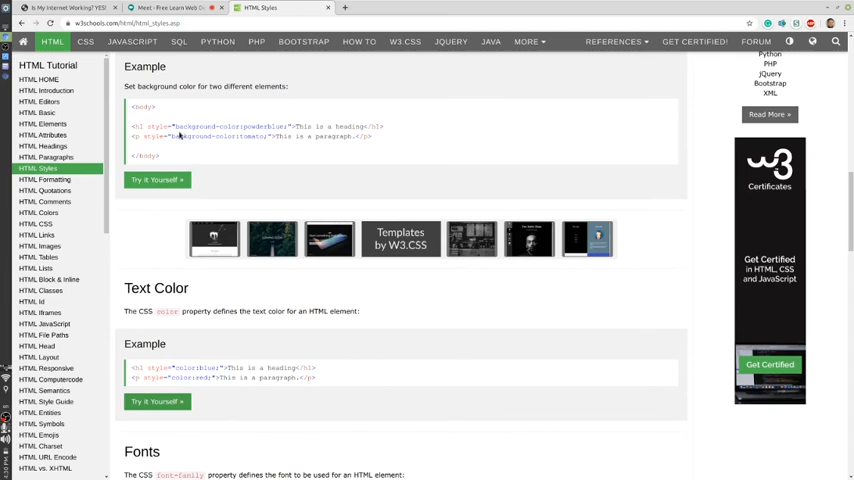 Is My Internet Working? YES!
Meet - Free Learn Web D
HTML Styles
w3schools.com/html/html_styles.asp
HTML CSS JAVASCRIPT SQL PYTHON PHP BOOTSTRAP HOW TO W3.CSS JQUERY JAVA MORE REFERENCES GET CERTIFIED! FORUM
HTML Tutorial
HTML HOME
HTML Introduction
HTML Editors
HTML Basic
HTML Elements
HTML Attributes
HTML Headings
HTML Paragraphs
HTML Styles
HTML Formatting
HTML Quotations
HTML Comments
HTML Colors
HTML CSS
HTML Links
HTML Images
HTML Tables
HTML Lists
HTML Block & Inline
HTML Classes
HTML Id
HTML Iframes
HTML JavaScript
HTML File Paths
HTML Head
HTML Layout
HTML Responsive
HTML Computercode
HTML Semantics
HTML Style Guide
HTML Entities
HTML Symbols
HTML Emojis
HTML Charset
HTML URL Encode
HTML vs. XHTML
Example
Set background color for two different elements:
<body>
<h1 style="background-color:powderblue;">This is a heading</h1>
<p style="background-color:tomato;">This is a paragraph.</p>
</body>
Try it Yourself »
Templates
by W3.CSS
Text Color
The CSS color property defines the text color for an HTML element:
Example
<h1 style="color:blue;">This is a heading</h1>
<p style="color:red;">This is a paragraph.</p>
Try it Yourself »
Fonts
The CSS font-family property defines the font to be used for an HTML element:
Python
PHP
jQuery
Bootstrap
XML
Read More »
w3
Certificates
Get Certified
in HTML, CSS
and JavaScript
Get Certified
4:30 PM